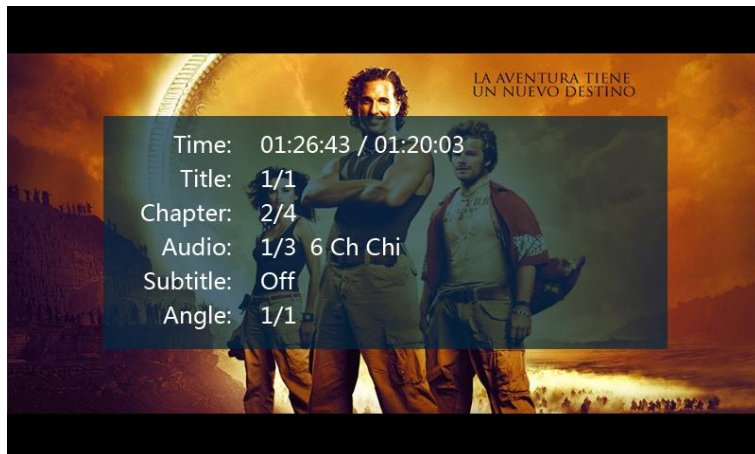 LA AVENTURA TIENE
UN NUEVO DESTINO
Time: 01:26:43 / 01:20:03
Title: 1/1
Chapter: 2/4
Audio: 1/3 6 Ch Chi
Subtitle: Off
Angle: 1/1